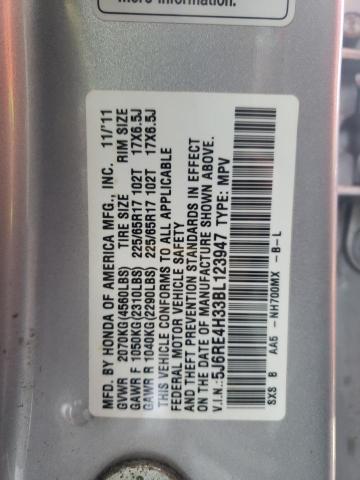 more information.
MFD. BY HONDA OF AMERICA MFG., INC. 11/'11
GVWR 2070KG(4560LBS) TIRE SIZE RIM SIZE
GAWR F 1050KG(2310LBS) 225/65R17 102T 17X6.5J
GAWR R 1040KG(2290LBS) 225/65R17 102T 17X6.5J
THIS VEHICLE CONFORMS TO ALL APPLICABLE
FEDERAL MOTOR VEHICLE SAFETY
AND THEFT PREVENTION STANDARDS IN EFFECT
ON THE DATE OF MANUFACTURE SHOWN ABOVE.
V.I.N.:5J6RE4H33BL123947 TYPE: MPV
SXS B AA5 -NH700MX -B-L